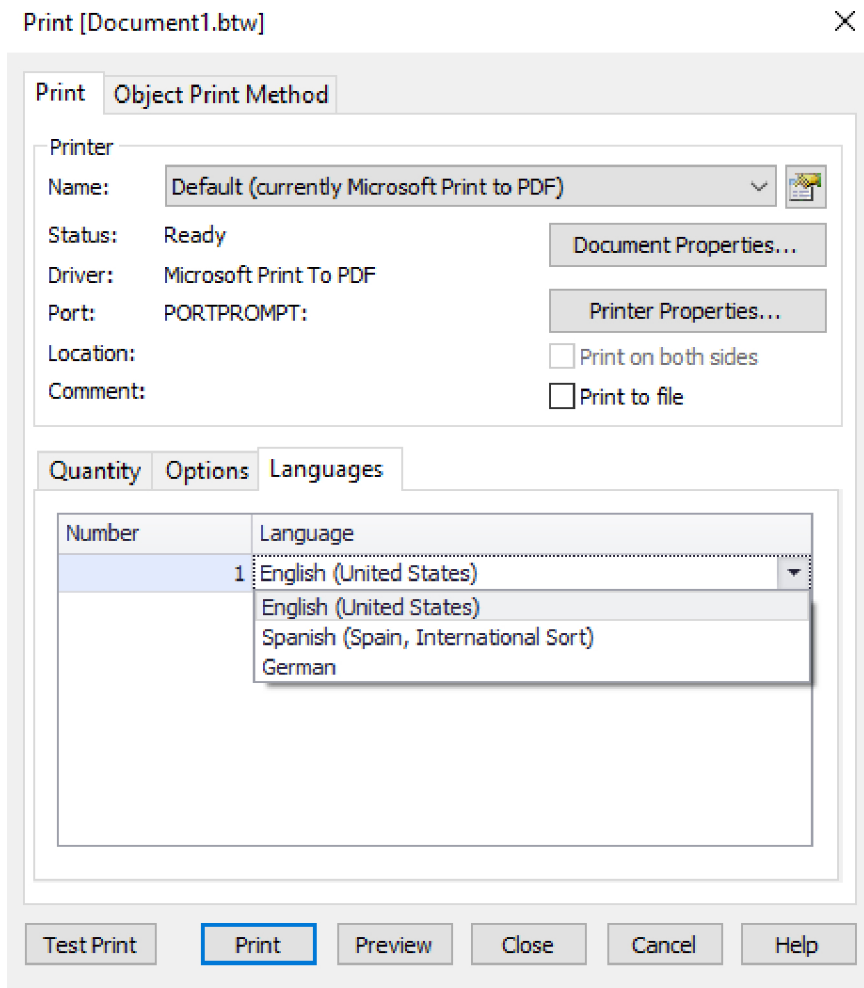 Print [Document1.btw]
Print Object Print Method
Printer
Name: Default (currently Microsoft Print to PDF)
Status: Ready
Document Properties...
Driver: Microsoft Print To PDF
Port: PORTPROMPT:
Printer Properties...
Location:
Print on both sides
Comment:
Print to file
Quantity Options Languages
Number Language
1 English (United States)
English (United States)
Spanish (Spain, International Sort)
German
Test Print Print Preview Close Cancel Help